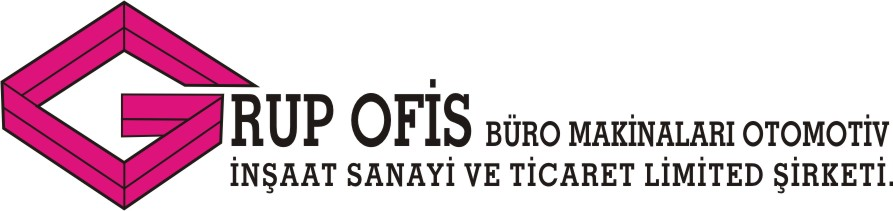 GRUP OFİS BÜRO MAKİNALARI OTOMOTİV
İNŞAAT SANAYİ VE TİCARET LİMİTED ŞİRKETİ.